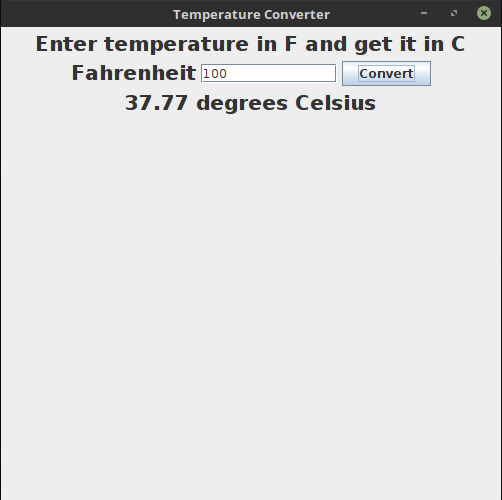 Temperature Converter
Enter temperature in F and get it in C
Fahrenheit 100 Convert
37.77 degrees Celsius